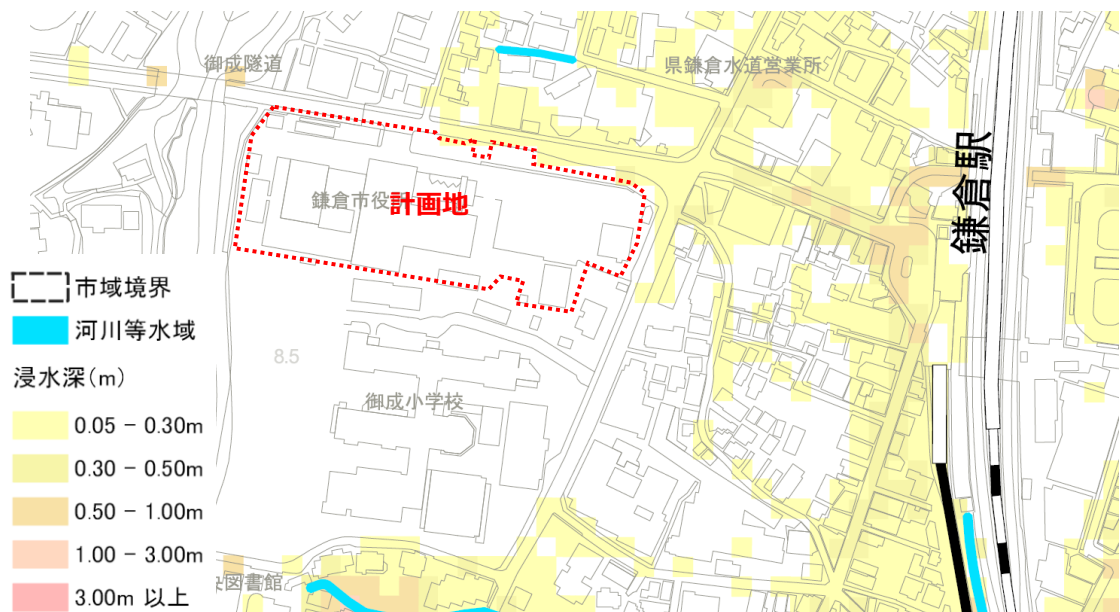 御成隧道
県鎌倉水道営業所
鎌倉駅
鎌倉市役
計画地
市域境界
河川等水域
8.5
浸水深(m)
御成小学校
0.05 - 0.30m
0.30 - 0.50m
0.50 - 1.00m
1.00 - 3.00m
図書館
3.00m 以上